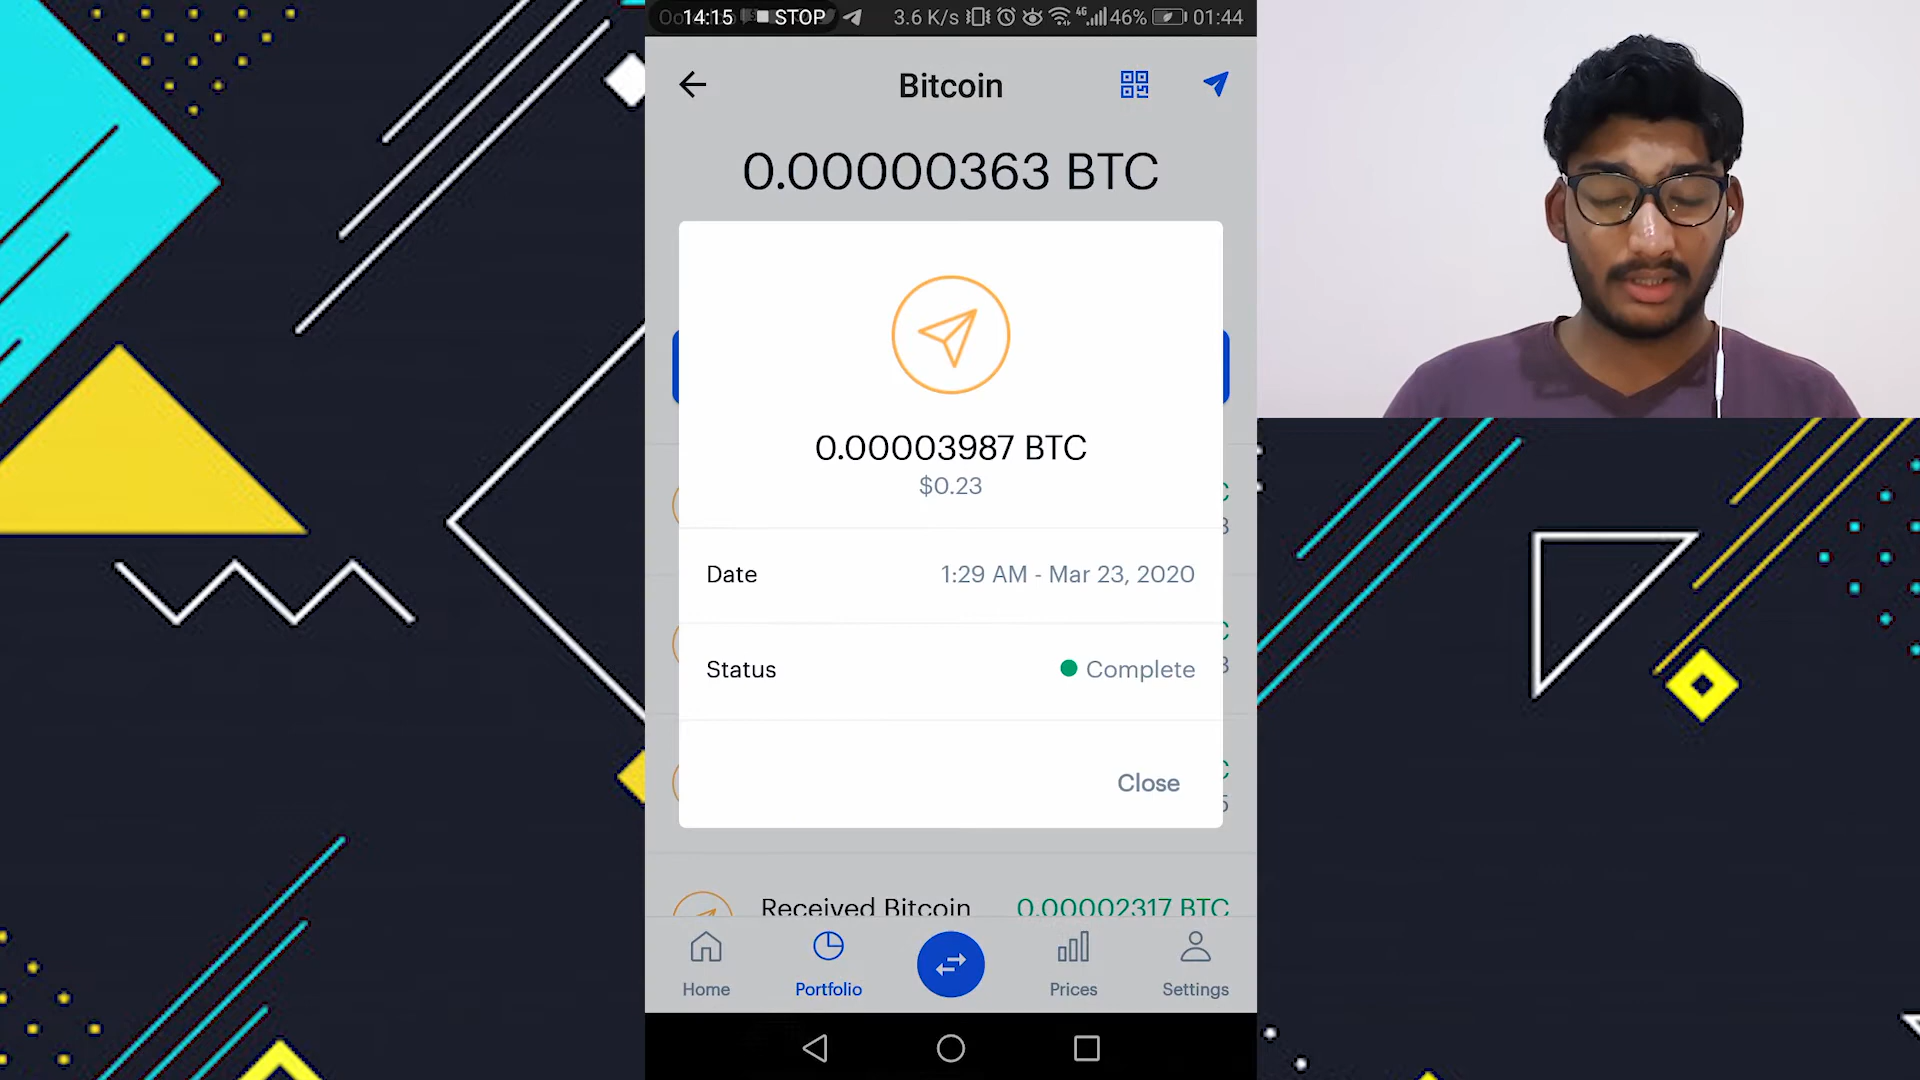 14:15 STOP 3.6 K/s 4G 46% 01:44
Bitcoin
0.00000363 BTC
0.00003987 BTC
$0.23
Date 1:29 AM - Mar 23, 2020
Status Complete
Close
Received Bitcoin 0.00002317 BTC
Home Portfolio Prices Settings